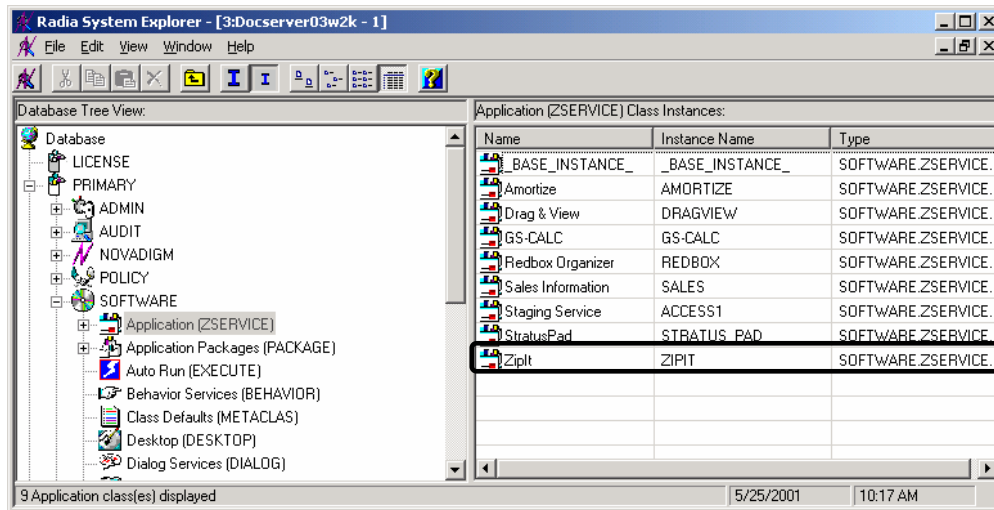 Radia System Explorer - [3:Docserver03w2k - 1]
File Edit View Window Help
Database Tree View:
Application (ZSERVICE) Class Instances:
Database
LICENSE
PRIMARY
ADMIN
AUDIT
NOVADIGM
POLICY
SOFTWARE
Application (ZSERVICE)
Application Packages (PACKAGE)
Auto Run (EXECUTE)
Behavior Services (BEHAVIOR)
Class Defaults (METACLAS)
Desktop (DESKTOP)
Dialog Services (DIALOG)
Name Instance Name Type
_BASE_INSTANCE_ _BASE_INSTANCE_ SOFTWARE.ZSERVICE.
Amortize AMORTIZE SOFTWARE.ZSERVICE.
Drag & View DRAGVIEW SOFTWARE.ZSERVICE.
GS-CALC GS-CALC SOFTWARE.ZSERVICE.
Redbox Organizer REDBOX SOFTWARE.ZSERVICE.
Sales Information SALES SOFTWARE.ZSERVICE.
Staging Service ACCESS1 SOFTWARE.ZSERVICE.
StratusPad STRATUS_PAD SOFTWARE.ZSERVICE.
ZipIt ZIPIT SOFTWARE.ZSERVICE.
9 Application class(es) displayed 5/25/2001 10:17 AM